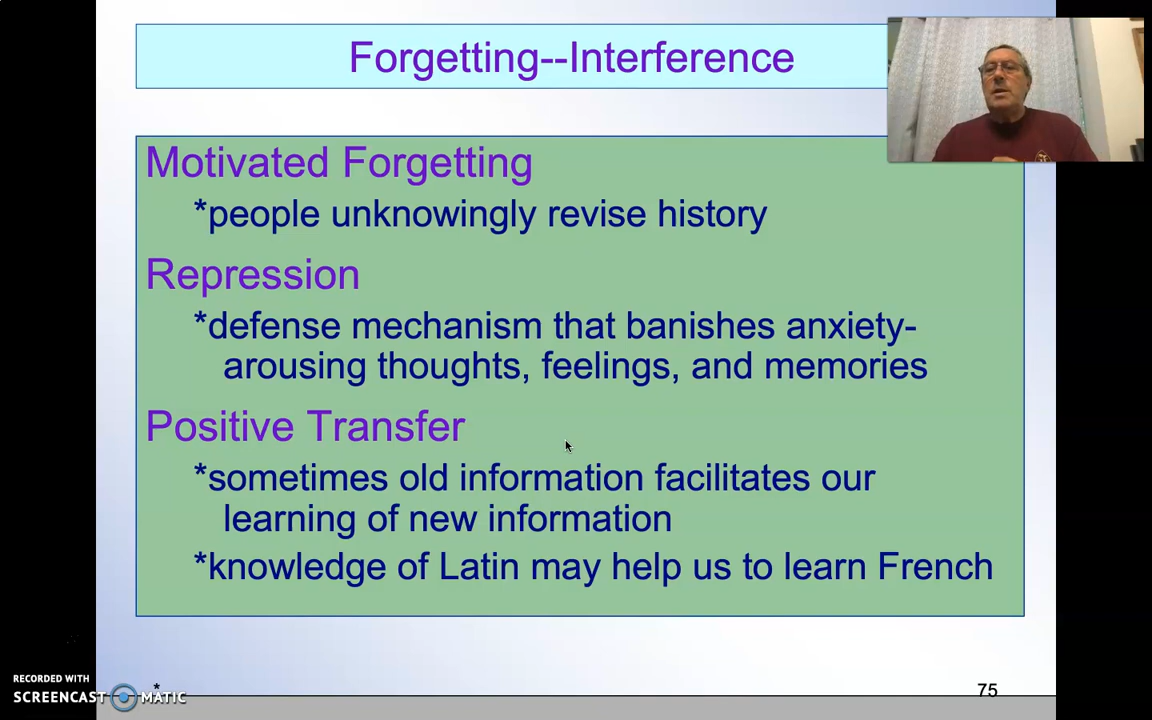 Forgetting--Interference
Motivated Forgetting
*people unknowingly revise history
Repression
*defense mechanism that banishes anxiety-
arousing thoughts, feelings, and memories
Positive Transfer
*sometimes old information facilitates our
learning of new information
*knowledge of Latin may help us to learn French
RECORDED WITH
SCREENCAST MATIC
*
75